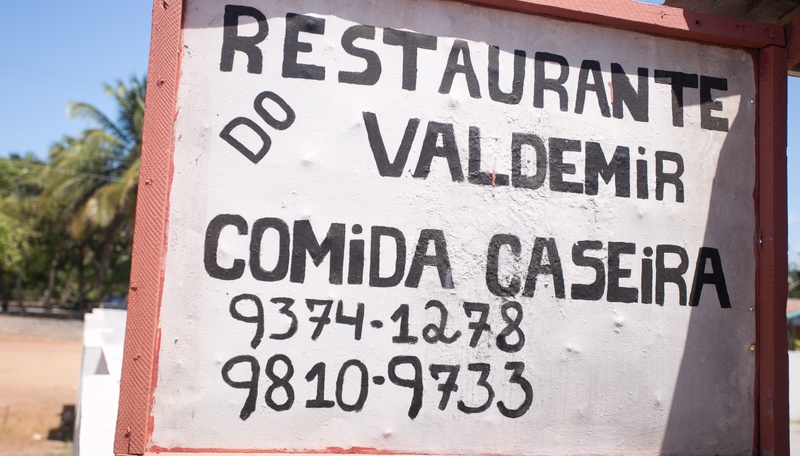 RESTAURANTE
DO VALDEMiR
COMiDA CASEiRA
9374-1278
9810-9733